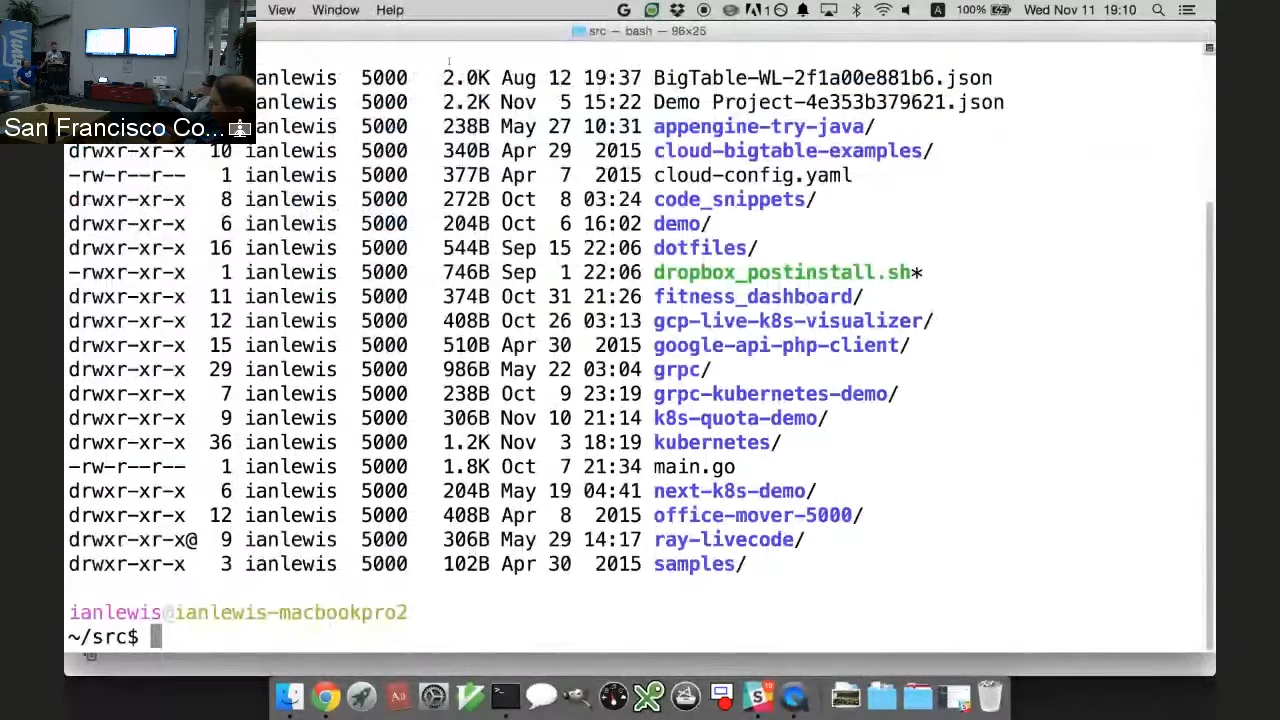 View Window Help 1 100% A Wed Nov 11 19:10
src — bash — 96x25
ianlewis 5000 2.0K Aug 12 19:37 BigTable-WL-2f1a00e881b6.json
ianlewis 5000 2.2K Nov 5 15:22 Demo Project-4e353b379621.json
ianlewis 5000 238B May 27 10:31 appengine-try-java/
San Francisco Co...
drwxr-xr-x 10 ianlewis 5000 340B Apr 29 2015 cloud-bigtable-examples/
-rw-r--r-- 1 ianlewis 5000 377B Apr 7 2015 cloud-config.yaml
drwxr-xr-x 8 ianlewis 5000 272B Oct 8 03:24 code_snippets/
drwxr-xr-x 6 ianlewis 5000 204B Oct 6 16:02 demo/
drwxr-xr-x 16 ianlewis 5000 544B Sep 15 22:06 dotfiles/
-rwxr-xr-x 1 ianlewis 5000 746B Sep 1 22:06 dropbox_postinstall.sh*
drwxr-xr-x 11 ianlewis 5000 374B Oct 31 21:26 fitness_dashboard/
drwxr-xr-x 12 ianlewis 5000 408B Oct 26 03:13 gcp-live-k8s-visualizer/
drwxr-xr-x 15 ianlewis 5000 510B Apr 30 2015 google-api-php-client/
drwxr-xr-x 29 ianlewis 5000 986B May 22 03:04 grpc/
drwxr-xr-x 7 ianlewis 5000 238B Oct 9 23:19 grpc-kubernetes-demo/
drwxr-xr-x 9 ianlewis 5000 306B Nov 10 21:14 k8s-quota-demo/
drwxr-xr-x 36 ianlewis 5000 1.2K Nov 3 18:19 kubernetes/
-rw-r--r-- 1 ianlewis 5000 1.8K Oct 7 21:34 main.go
drwxr-xr-x 6 ianlewis 5000 204B May 19 04:41 next-k8s-demo/
drwxr-xr-x 12 ianlewis 5000 408B Apr 8 2015 office-mover-5000/
drwxr-xr-x@ 9 ianlewis 5000 306B May 29 14:17 ray-livecode/
drwxr-xr-x 3 ianlewis 5000 102B Apr 30 2015 samples/
ianlewis@ianlewis-macbookpro2
~/src$